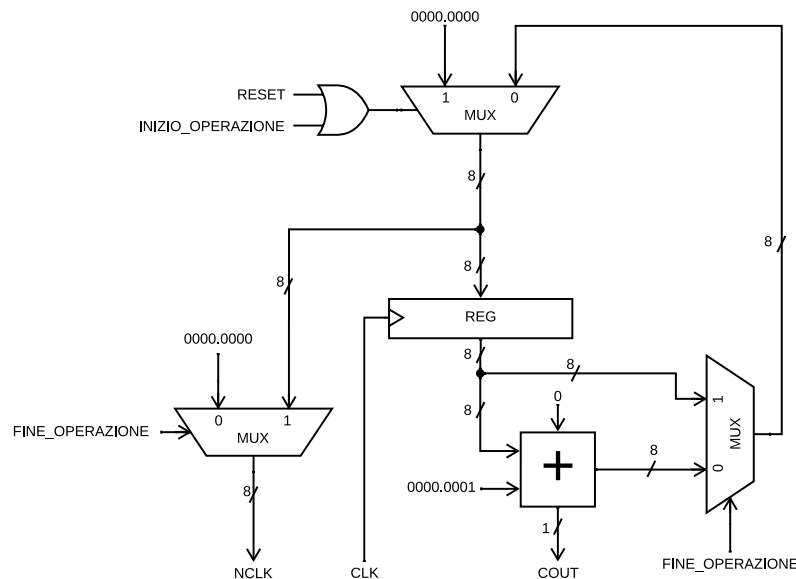 0000.0000
RESET
INIZIO_OPERAZIONE
1
0
MUX
8
8
8
8
REG
0000.0000
8
8
8
0
1
MUX
FINE_OPERAZIONE
0
1
MUX
0
+
8
0000.0001
8
1
NCLK
CLK
COUT
FINE_OPERAZIONE